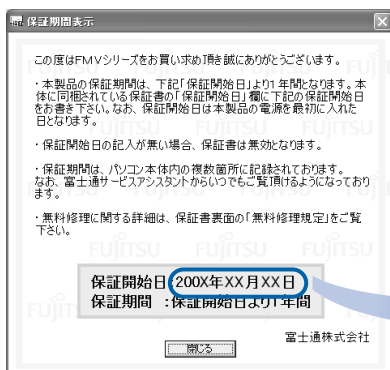 保証期間表示
この度はFMVシリーズをお買い求め頂き誠にありがとうございます。
・本製品の保証期間は、下記「保証開始日」より1年間となります。本
体に同梱されている保証書の「保証開始日」欄に下記の保証開始日
をお書き下さい。なお、保証開始日は本製品の電源を最初に入れた
日となります。
・保証開始日の記入が無い場合、保証書は無効となります。
・保証期間は、パソコン本体内の複数箇所に記録されております。
なお、富士通サービスアシスタントからいつでもご覧頂けるようになっており
ます。
・無料修理に関する詳細は、保証書裏面の「無料修理規定」をご覧
下さい。
保証開始日:200X年XX月XX日
保証期間 :保証開始日より1年間
富士通株式会社
閉じる